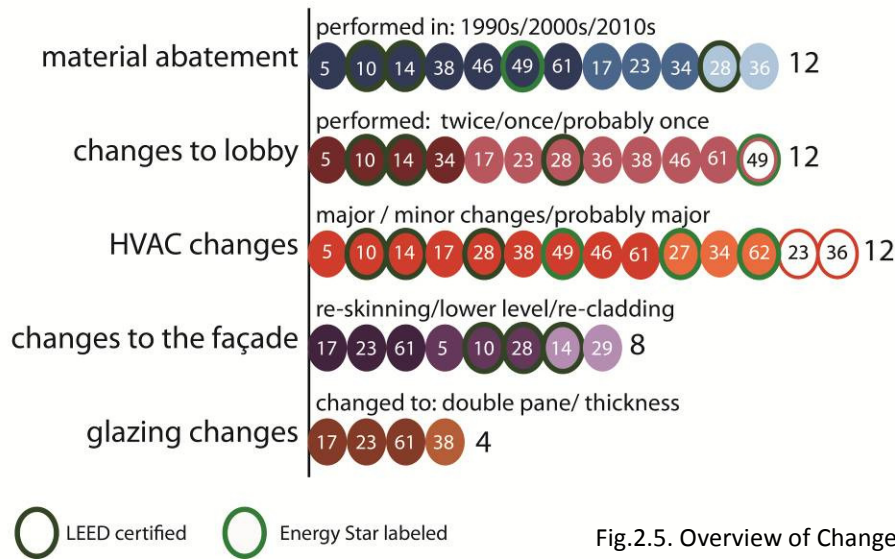 performed in: 1990s/2000s/2010s
material abatement
5 10 14 38 46 49 61 17 23 34 28 36 12
performed: twice/once/probably once
changes to lobby
5 10 14 34 17 23 28 36 38 46 61 49 12
major / minor changes/probably major
HVAC changes
5 10 14 17 28 38 49 46 61 27 34 62 23 36 12
re-skinning/lower level/re-cladding
changes to the façade
17 23 61 5 10 28 14 29 8
changed to: double pane/ thickness
glazing changes
17 23 61 38 4
LEED certified
Energy Star labeled
Fig.2.5. Overview of Change